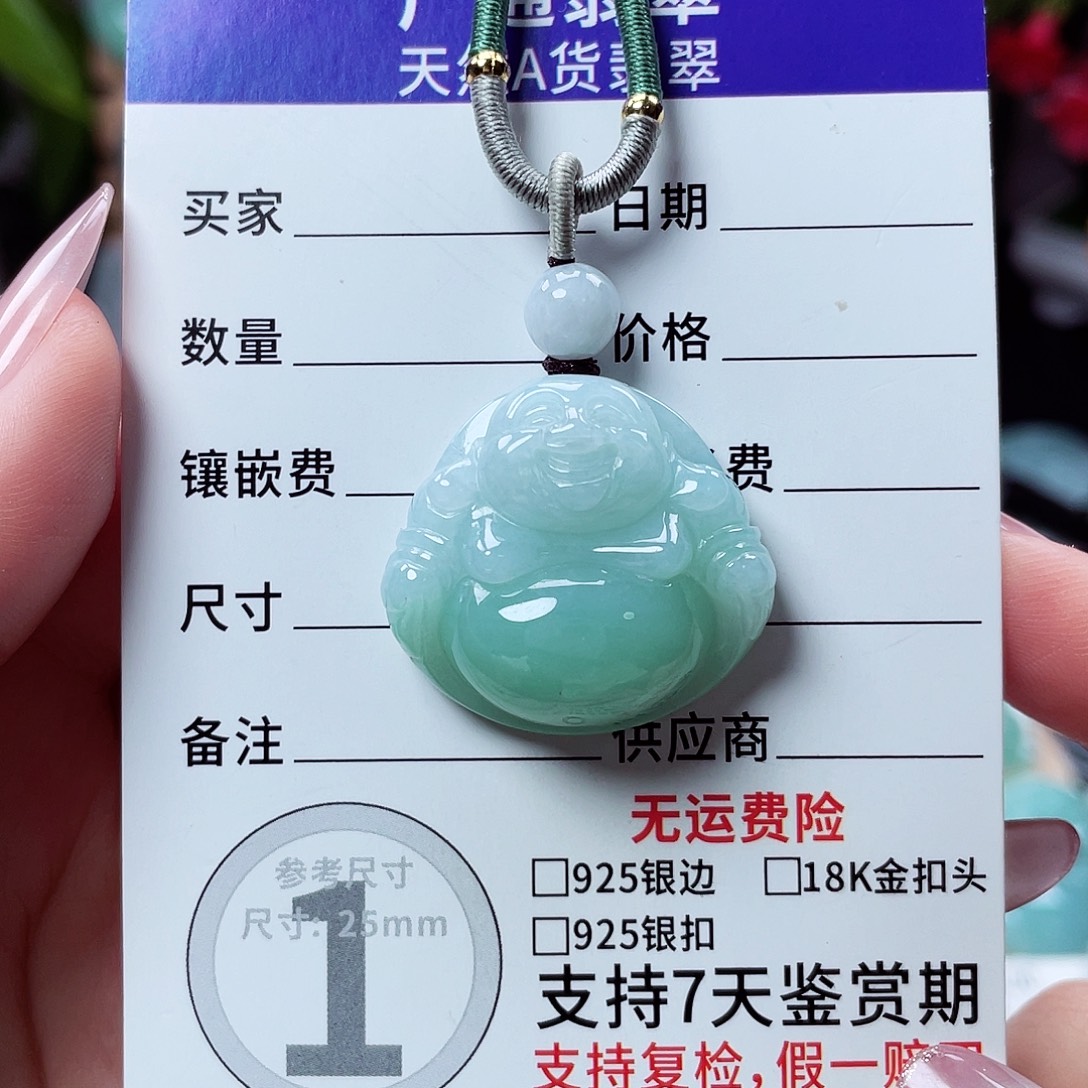 天然A货翡翠
买家 日期
数量 价格
镶嵌费 费
尺寸
备注 供应商
无运费险
参考尺寸
尺寸: 25mm
1
□925银边 □18K金扣头
□925银扣
支持7天鉴赏期
支持复检,假一赔